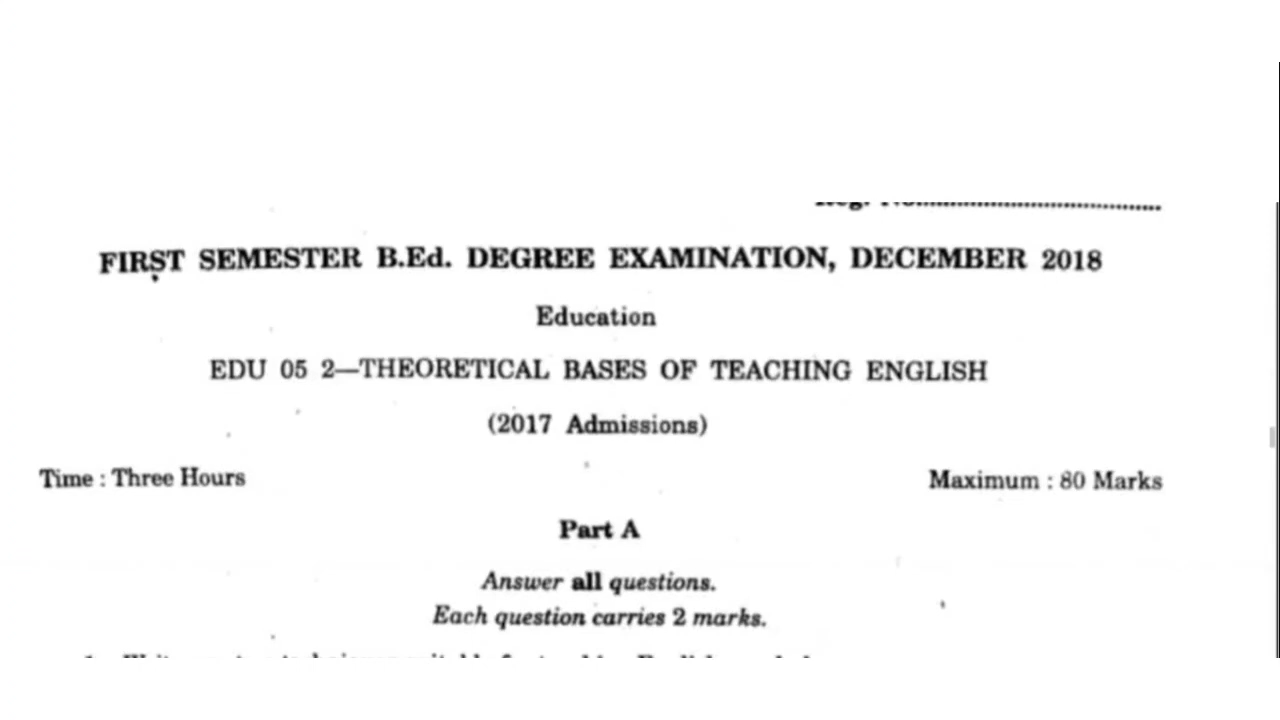 FIRST SEMESTER B.Ed. DEGREE EXAMINATION, DECEMBER 2018
Education
EDU 05 2—THEORETICAL BASES OF TEACHING ENGLISH
(2017 Admissions)
Time : Three Hours
Maximum : 80 Marks
Part A
Answer all questions.
Each question carries 2 marks.